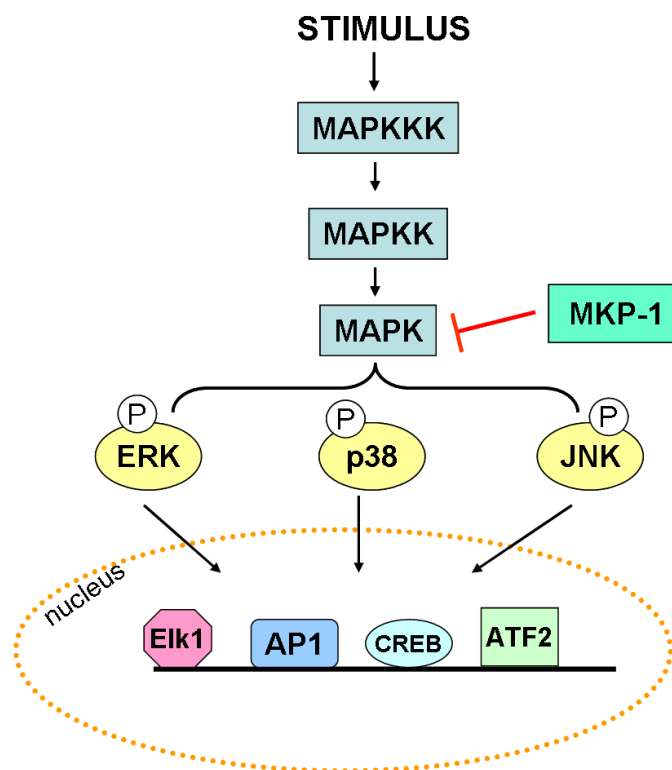 STIMULUS
MAPKKK
MAPKK
MAPK
MKP-1
P
ERK
P
p38
P
JNK
nucleus
Elk1
AP1
CREB
ATF2